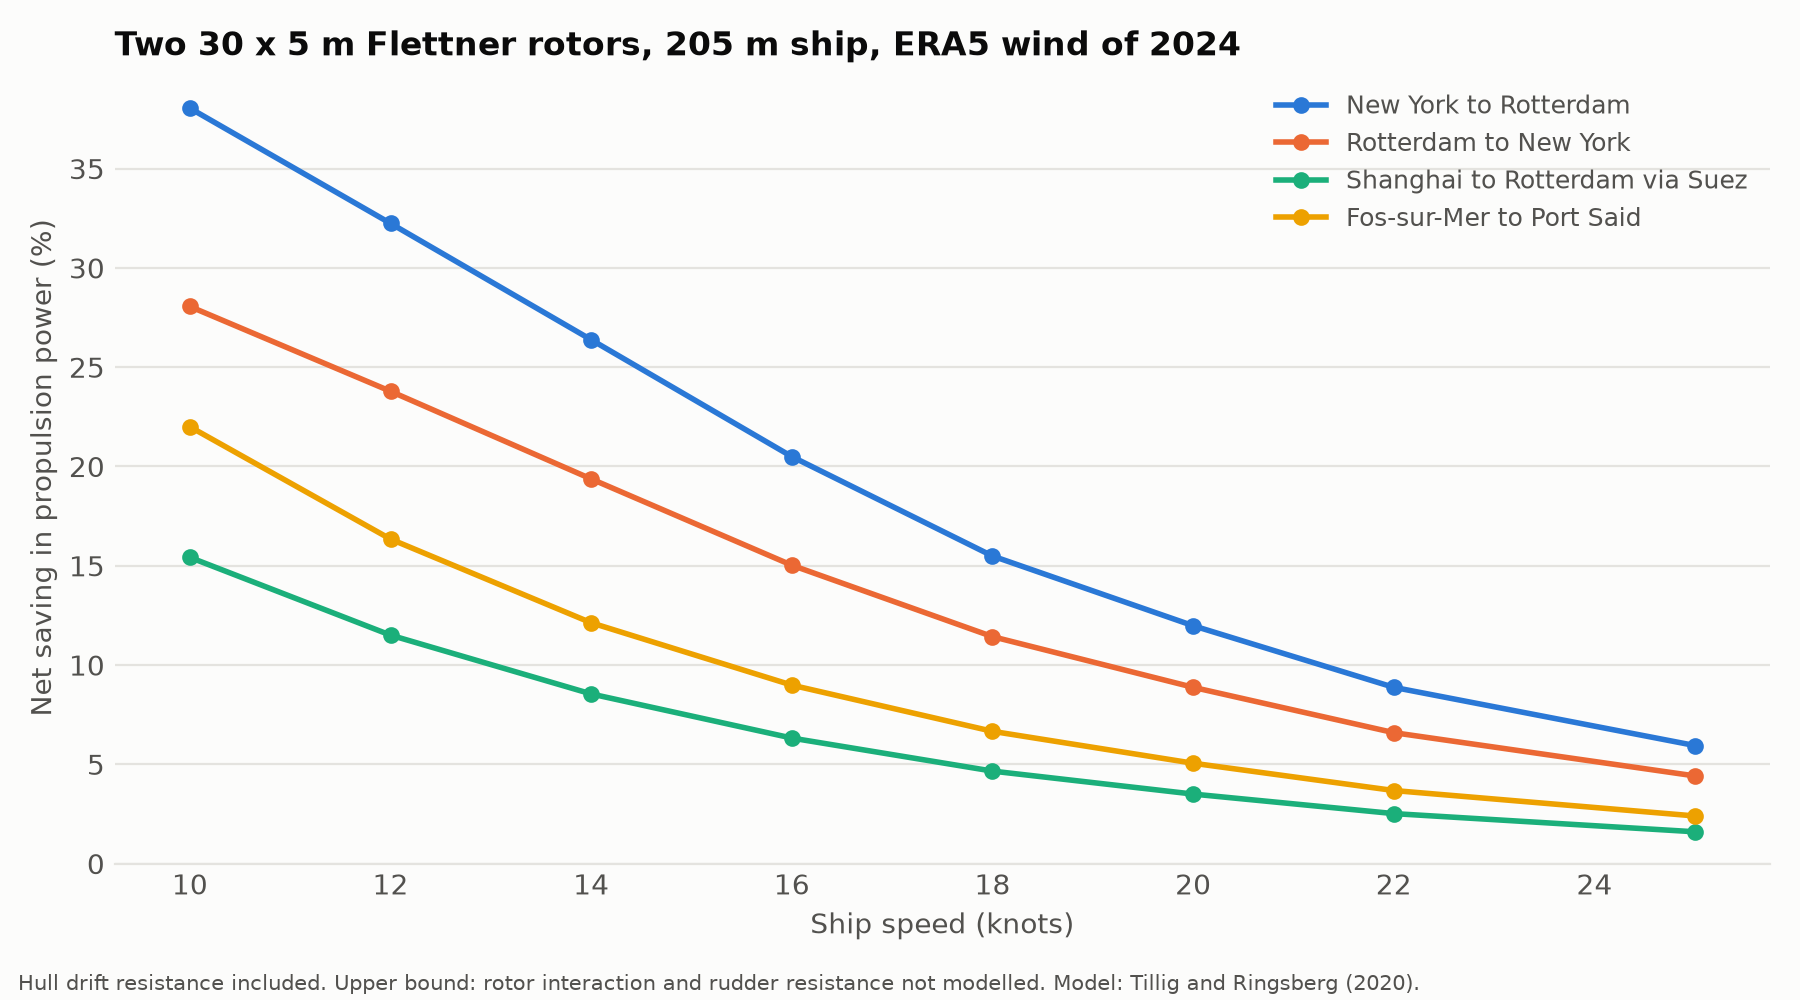 Two 30 x 5 m Flettner rotors, 205 m ship, ERA5 wind of 2024
New York to Rotterdam
Rotterdam to New York
Shanghai to Rotterdam via Suez
Fos-sur-Mer to Port Said
Net saving in propulsion power (%)
35
30
25
20
15
10
5
0
10 12 14 16 18 20 22 24
Ship speed (knots)
Hull drift resistance included. Upper bound: rotor interaction and rudder resistance not modelled. Model: Tillig and Ringsberg (2020).